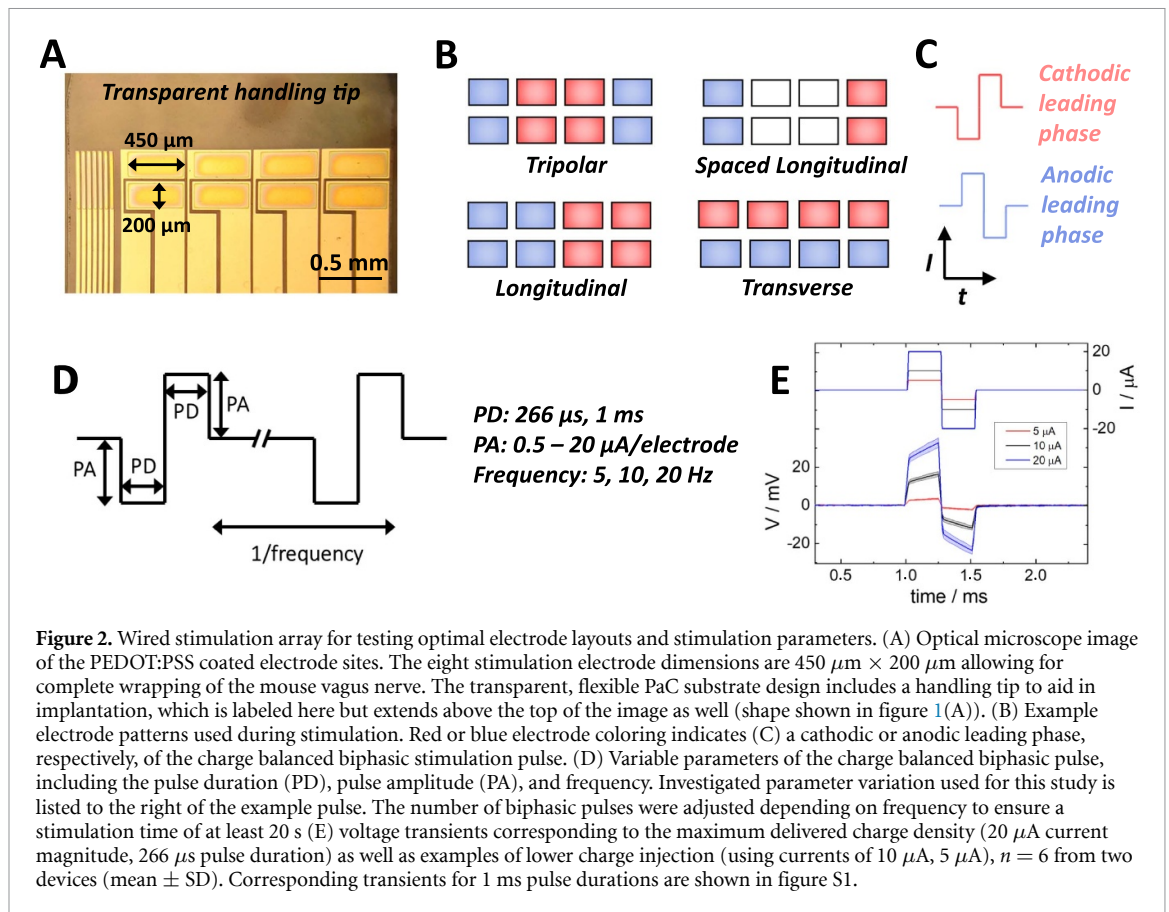 A
Transparent handling tip
450 μm
200 μm
0.5 mm
B
Tripolar
Spaced Longitudinal
Longitudinal
Transverse
C
Cathodic
leading
phase
Anodic
leading
phase
I
t
D
PD
PA
PA
PD
1/frequency
PD: 266 μs, 1 ms
PA: 0.5 – 20 μA/electrode
Frequency: 5, 10, 20 Hz
E
20
0
-20
I / μA
5 μA
10 μA
20 μA
20
0
-20
V / mV
0.5
1.0
1.5
2.0
time / ms
Figure 2. Wired stimulation array for testing optimal electrode layouts and stimulation parameters. (A) Optical microscope image
of the PEDOT:PSS coated electrode sites. The eight stimulation electrode dimensions are 450 μm × 200 μm allowing for
complete wrapping of the mouse vagus nerve. The transparent, flexible PaC substrate design includes a handling tip to aid in
implantation, which is labeled here but extends above the top of the image as well (shape shown in figure 1(A)). (B) Example
electrode patterns used during stimulation. Red or blue electrode coloring indicates (C) a cathodic or anodic leading phase,
respectively, of the charge balanced biphasic stimulation pulse. (D) Variable parameters of the charge balanced biphasic pulse,
including the pulse duration (PD), pulse amplitude (PA), and frequency. Investigated parameter variation used for this study is
listed to the right of the example pulse. The number of biphasic pulses were adjusted depending on frequency to ensure a
stimulation time of at least 20 s (E) voltage transients corresponding to the maximum delivered charge density (20 μA current
magnitude, 266 μs pulse duration) as well as examples of lower charge injection (using currents of 10 μA, 5 μA), n = 6 from two
devices (mean ± SD). Corresponding transients for 1 ms pulse durations are shown in figure S1.